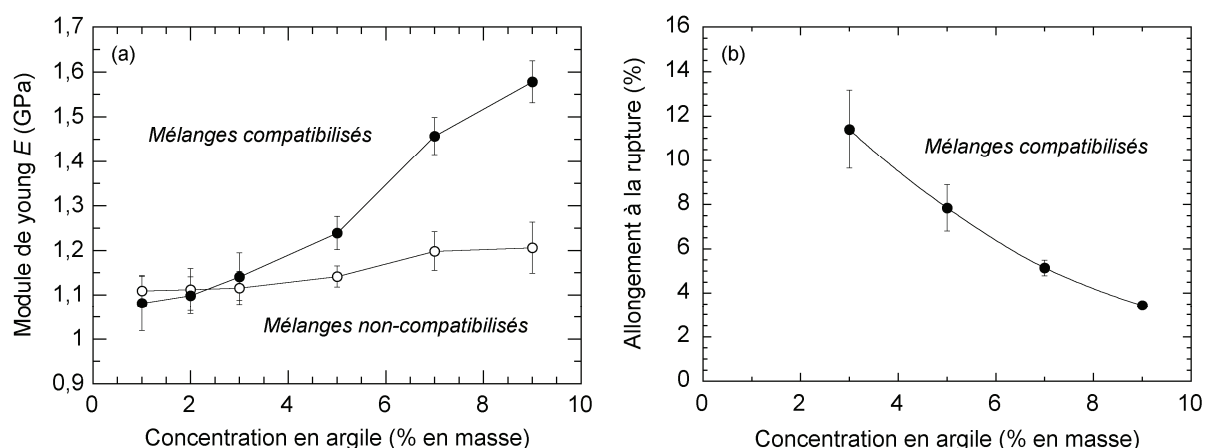 (a)
Module de young E (GPa)
1,7
1,6
1,5
1,4
1,3
1,2
1,1
1
0,9
Mélanges compatibilisés
Mélanges non-compatibilisés
0 2 4 6 8 10
Concentration en argile (% en masse)
(b)
Allongement à la rupture (%)
16
14
12
10
8
6
4
2
0
Mélanges compatibilisés
0 2 4 6 8 10
Concentration en argile (% en masse)